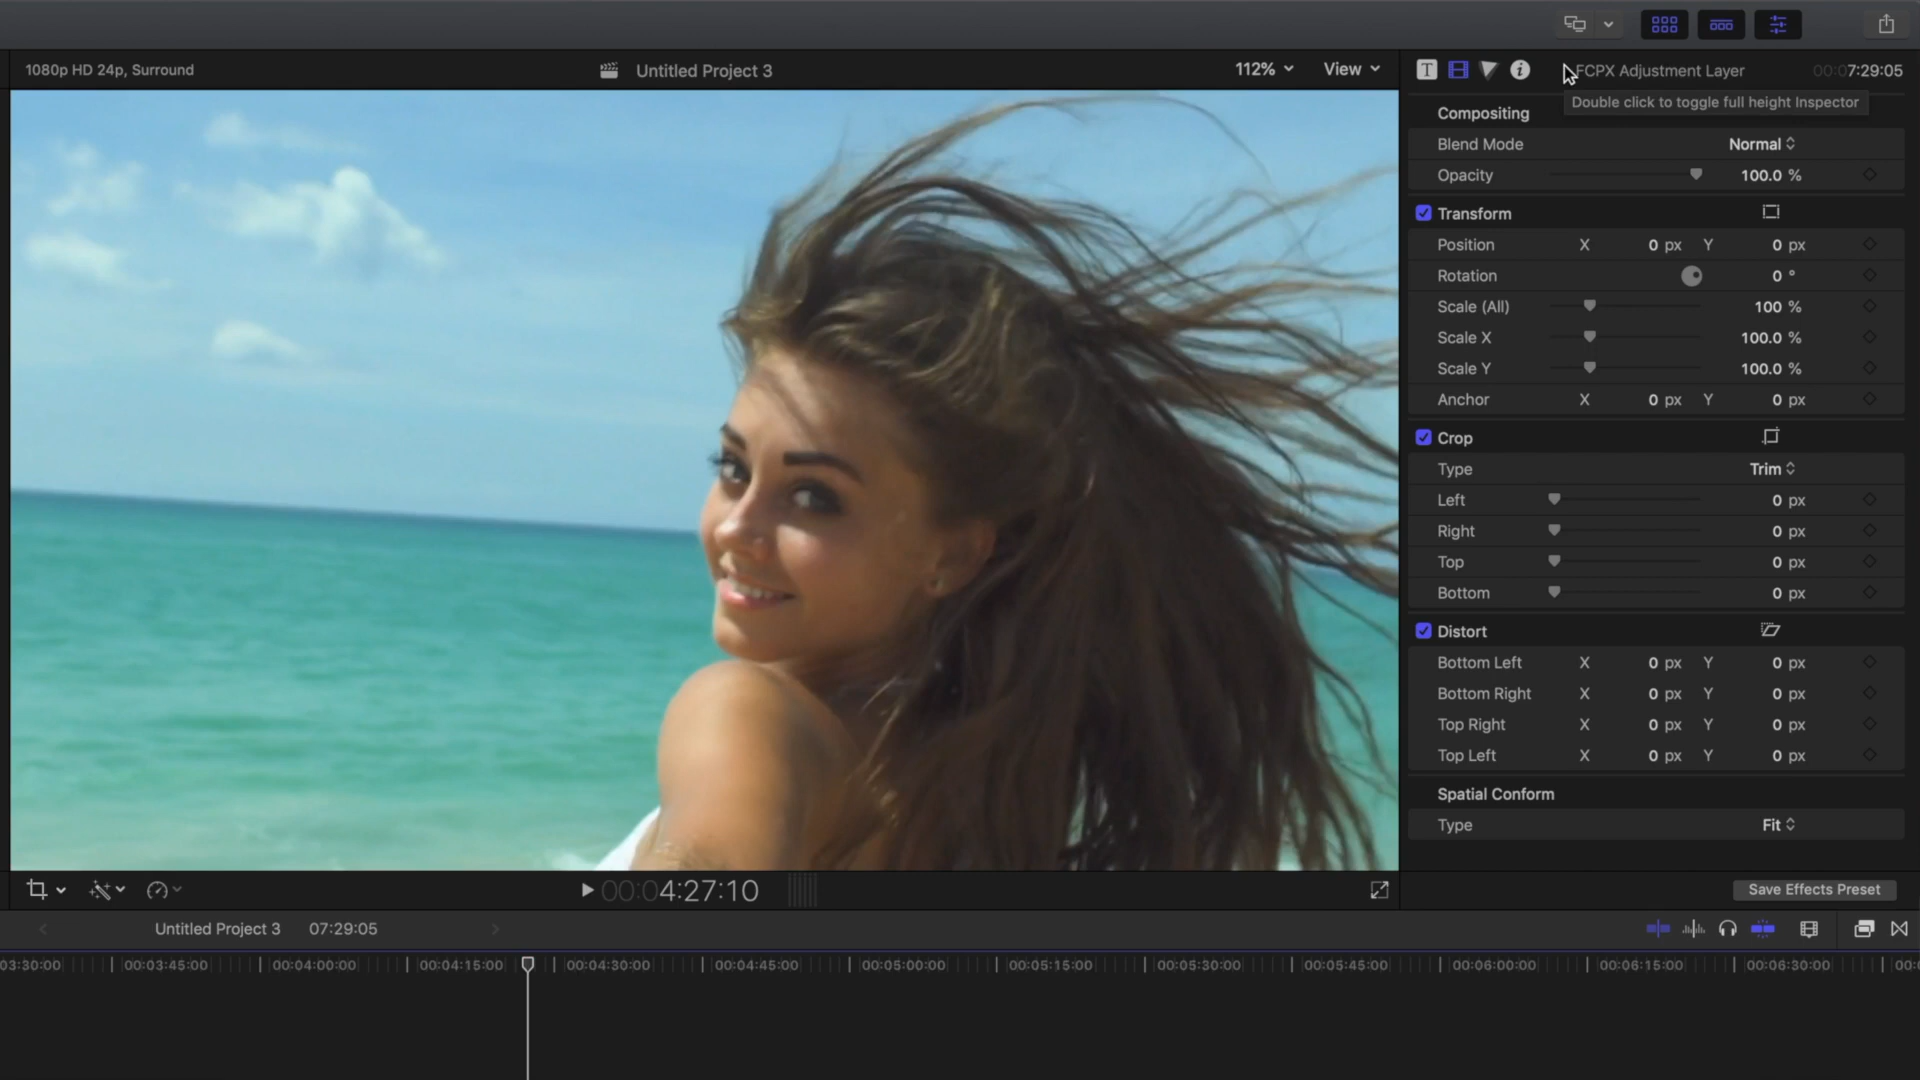 1080p HD 24p, Surround
Untitled Project 3
112%
View
T
i
FCPX Adjustment Layer
00:07:29:05
Double click to toggle full height Inspector
Compositing
Blend Mode
Normal
Opacity
100.0 %
Transform
Position X 0 px Y 0 px
Rotation 0 °
Scale (All) 100 %
Scale X 100.0 %
Scale Y 100.0 %
Anchor X 0 px Y 0 px
Crop
Type Trim
Left 0 px
Right 0 px
Top 0 px
Bottom 0 px
Distort
Bottom Left X 0 px Y 0 px
Bottom Right X 0 px Y 0 px
Top Right X 0 px Y 0 px
Top Left X 0 px Y 0 px
Spatial Conform
Type Fit
00:04:27:10
Save Effects Preset
Untitled Project 3 07:29:05
03:30:00 00:03:45:00 00:04:00:00 00:04:15:00 00:04:30:00 00:04:45:00 00:05:00:00 00:05:15:00 00:05:30:00 00:05:45:00 00:06:00:00 00:06:15:00 00:06:30:00